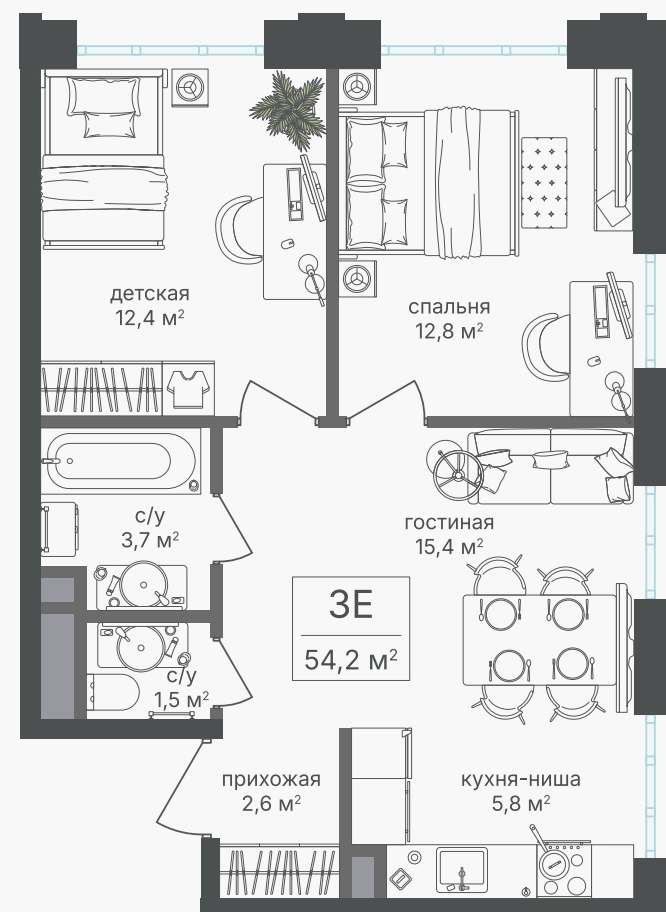 детская
12,4 м²
спальня
12,8 м²
с/у
3,7 м²
гостиная
15,4 м²
3Е
54,2 м²
с/у
1,5 м²
прихожая
2,6 м²
кухня-ниша
5,8 м²